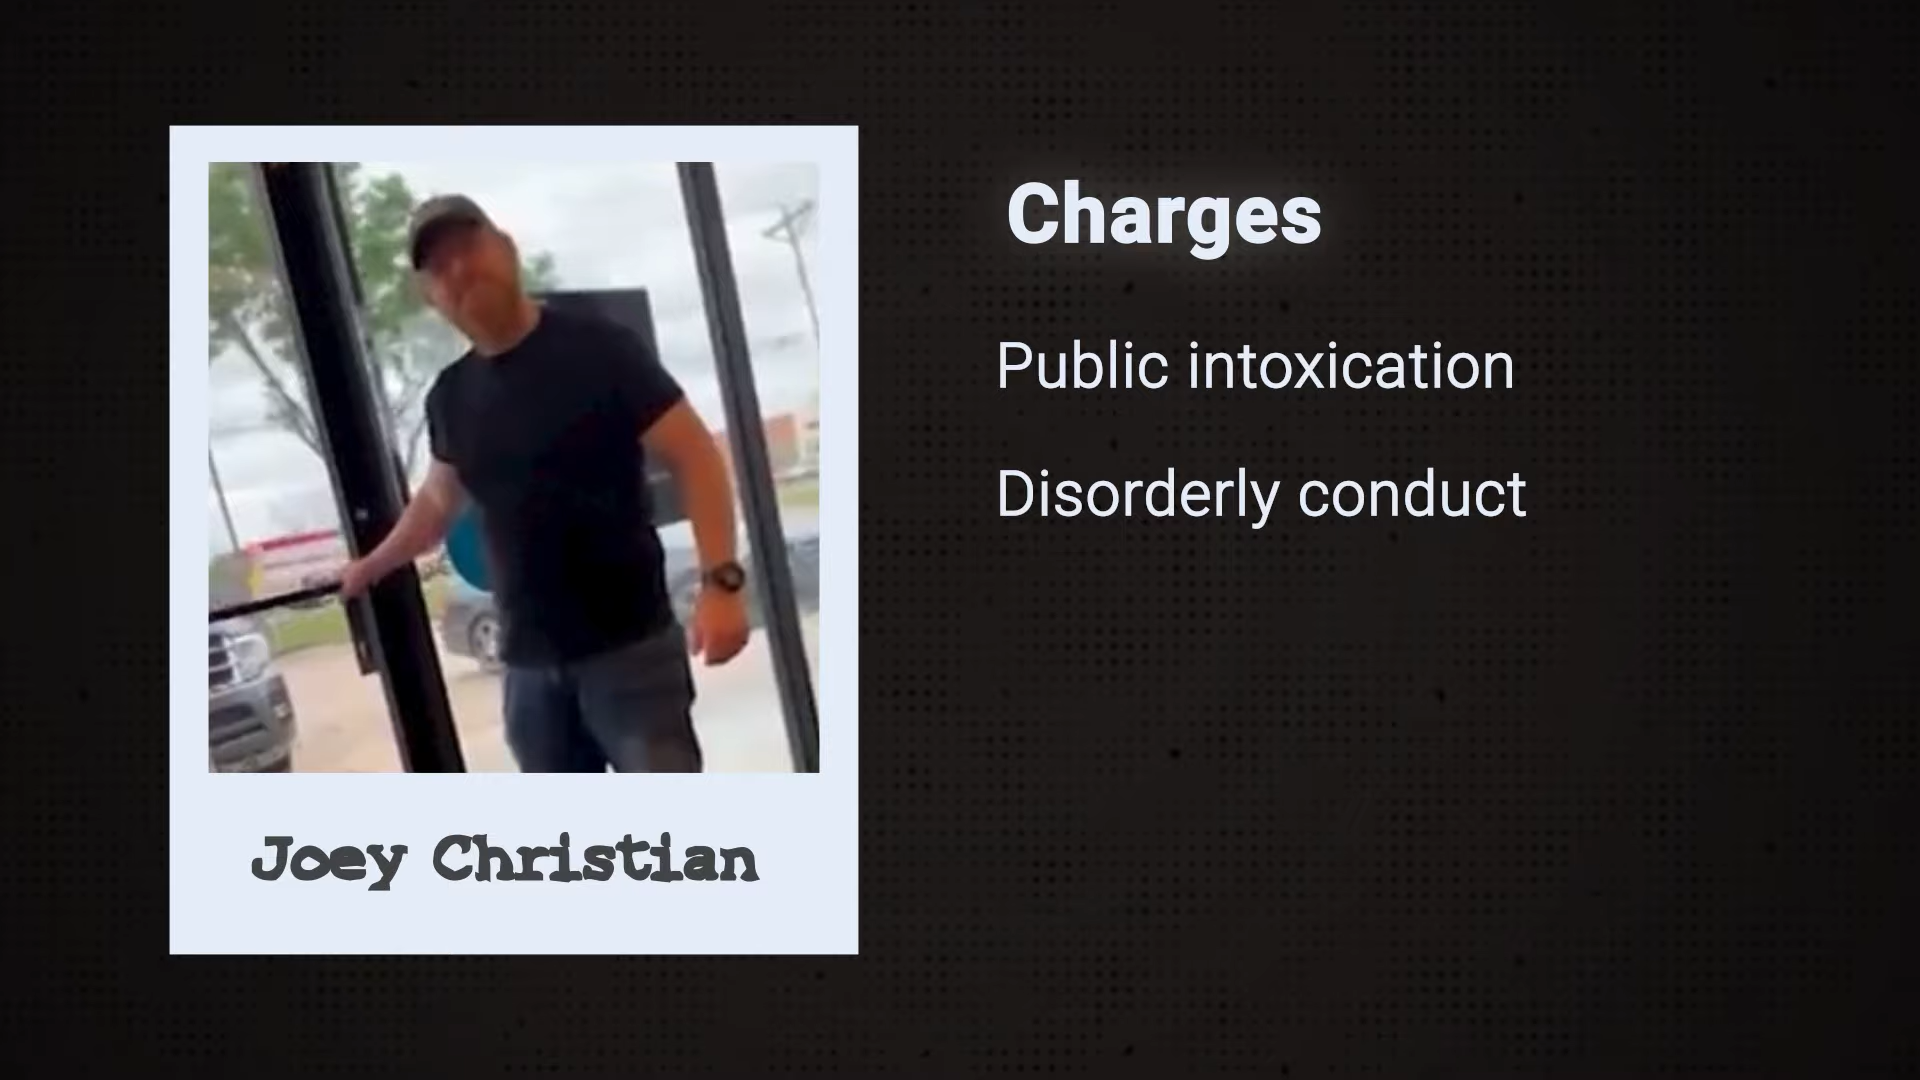 Charges
Public intoxication
Disorderly conduct
Joey Christian